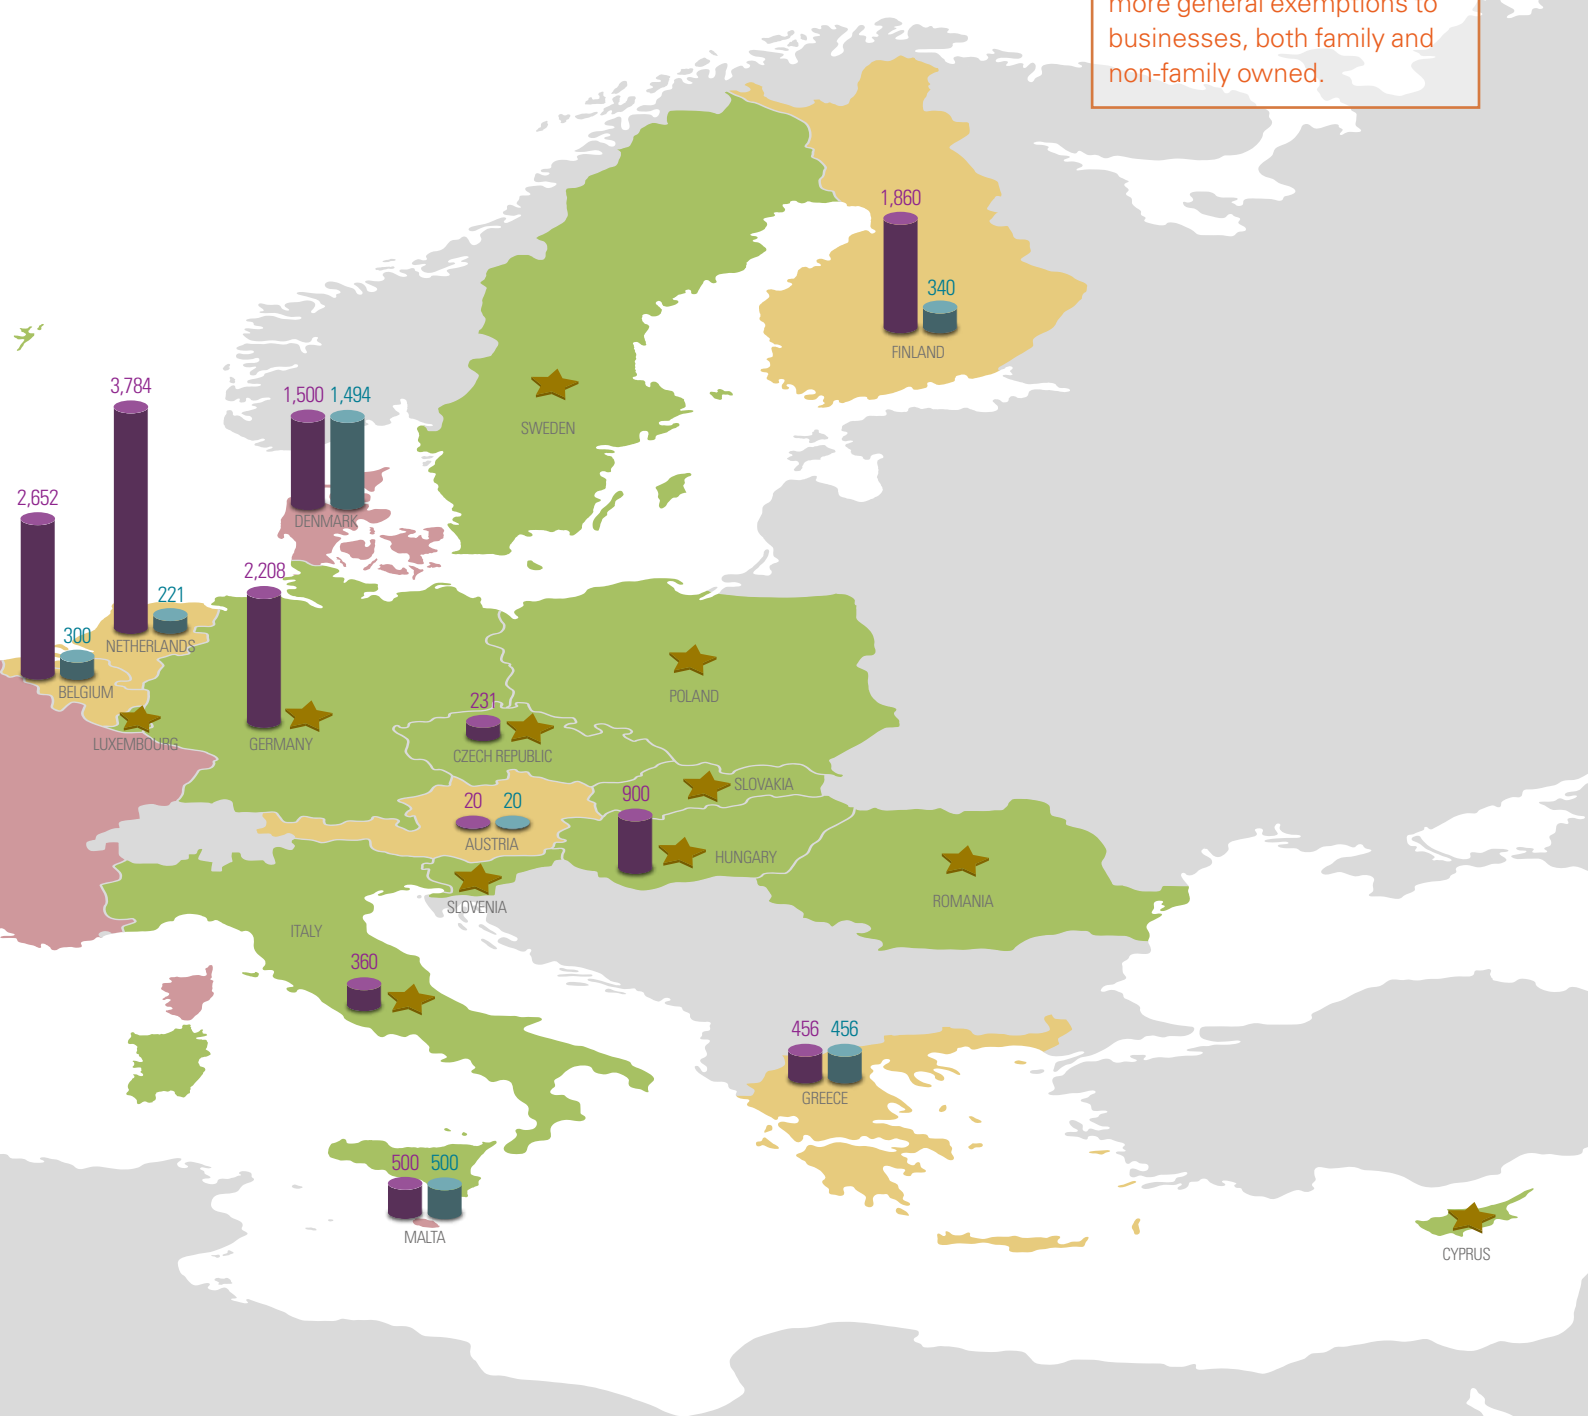 more general exemptions to
businesses, both family and
non-family owned.
1,860
340
FINLAND
3,784
1,500 1,494
SWEDEN
2,652
DENMARK
2,208
221
300
NETHERLANDS
BELGIUM
POLAND
231
LUXEMBOURG
GERMANY
CZECH REPUBLIC
SLOVAKIA
900
20 20
AUSTRIA
HUNGARY
ROMANIA
SLOVENIA
ITALY
360
456 456
GREECE
500 500
MALTA
CYPRUS